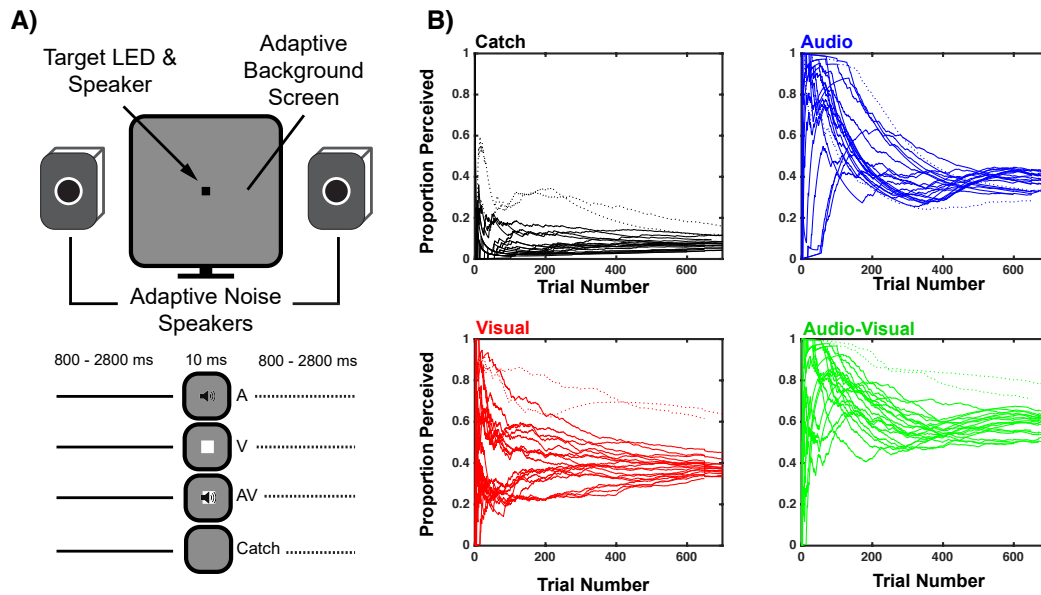 A)
Target LED &
Speaker
Adaptive
Background
Screen
Adaptive Noise
Speakers
800 - 2800 ms
10 ms
800 - 2800 ms
A
V
AV
Catch
B)
Catch
Proportion Perceived
1
0.8
0.6
0.4
0.2
0
0 200 400 600
Trial Number
Audio
1
0.8
0.6
0.4
0.2
0
0 200 400 600
Trial Number
Visual
Proportion Perceived
1
0.8
0.6
0.4
0.2
0
0 200 400 600
Trial Number
Audio-Visual
1
0.8
0.6
0.4
0.2
0
0 200 400 600
Trial Number